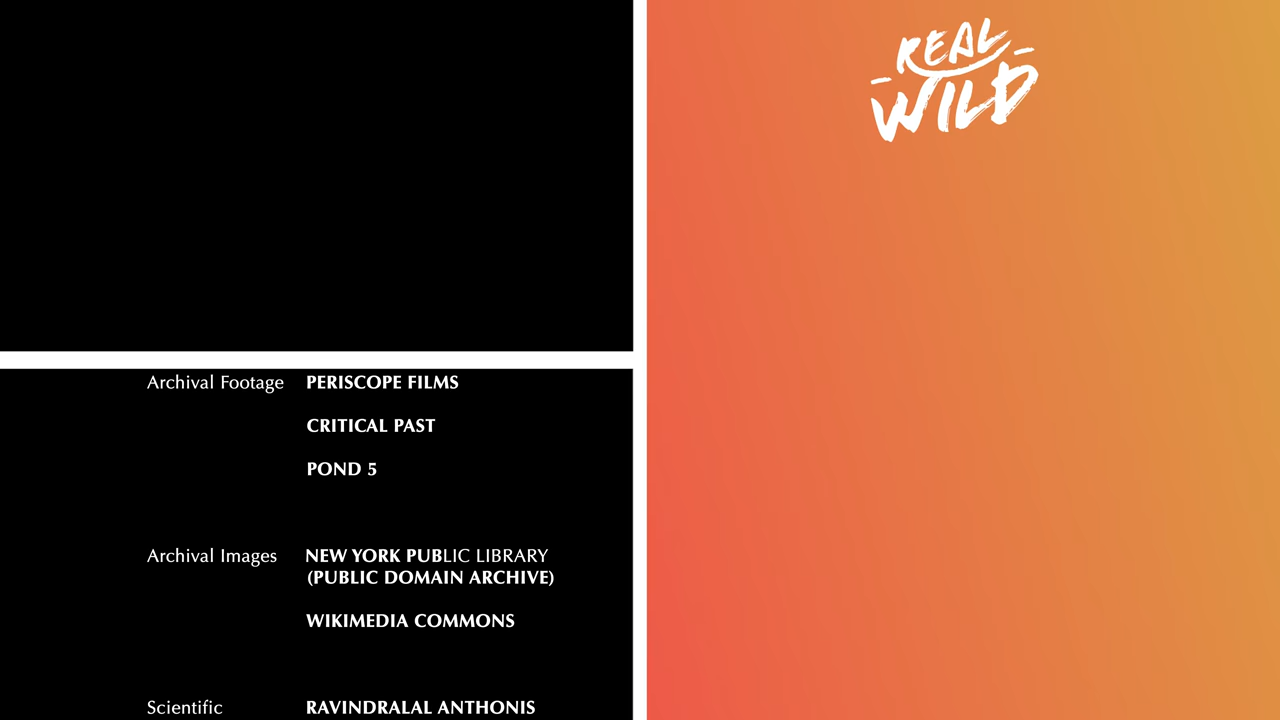 REAL
WILD
Archival Footage PERISCOPE FILMS
CRITICAL PAST
POND 5
Archival Images NEW YORK PUBLIC LIBRARY
(PUBLIC DOMAIN ARCHIVE)
WIKIMEDIA COMMONS
Scientific RAVINDRALAL ANTHONIS